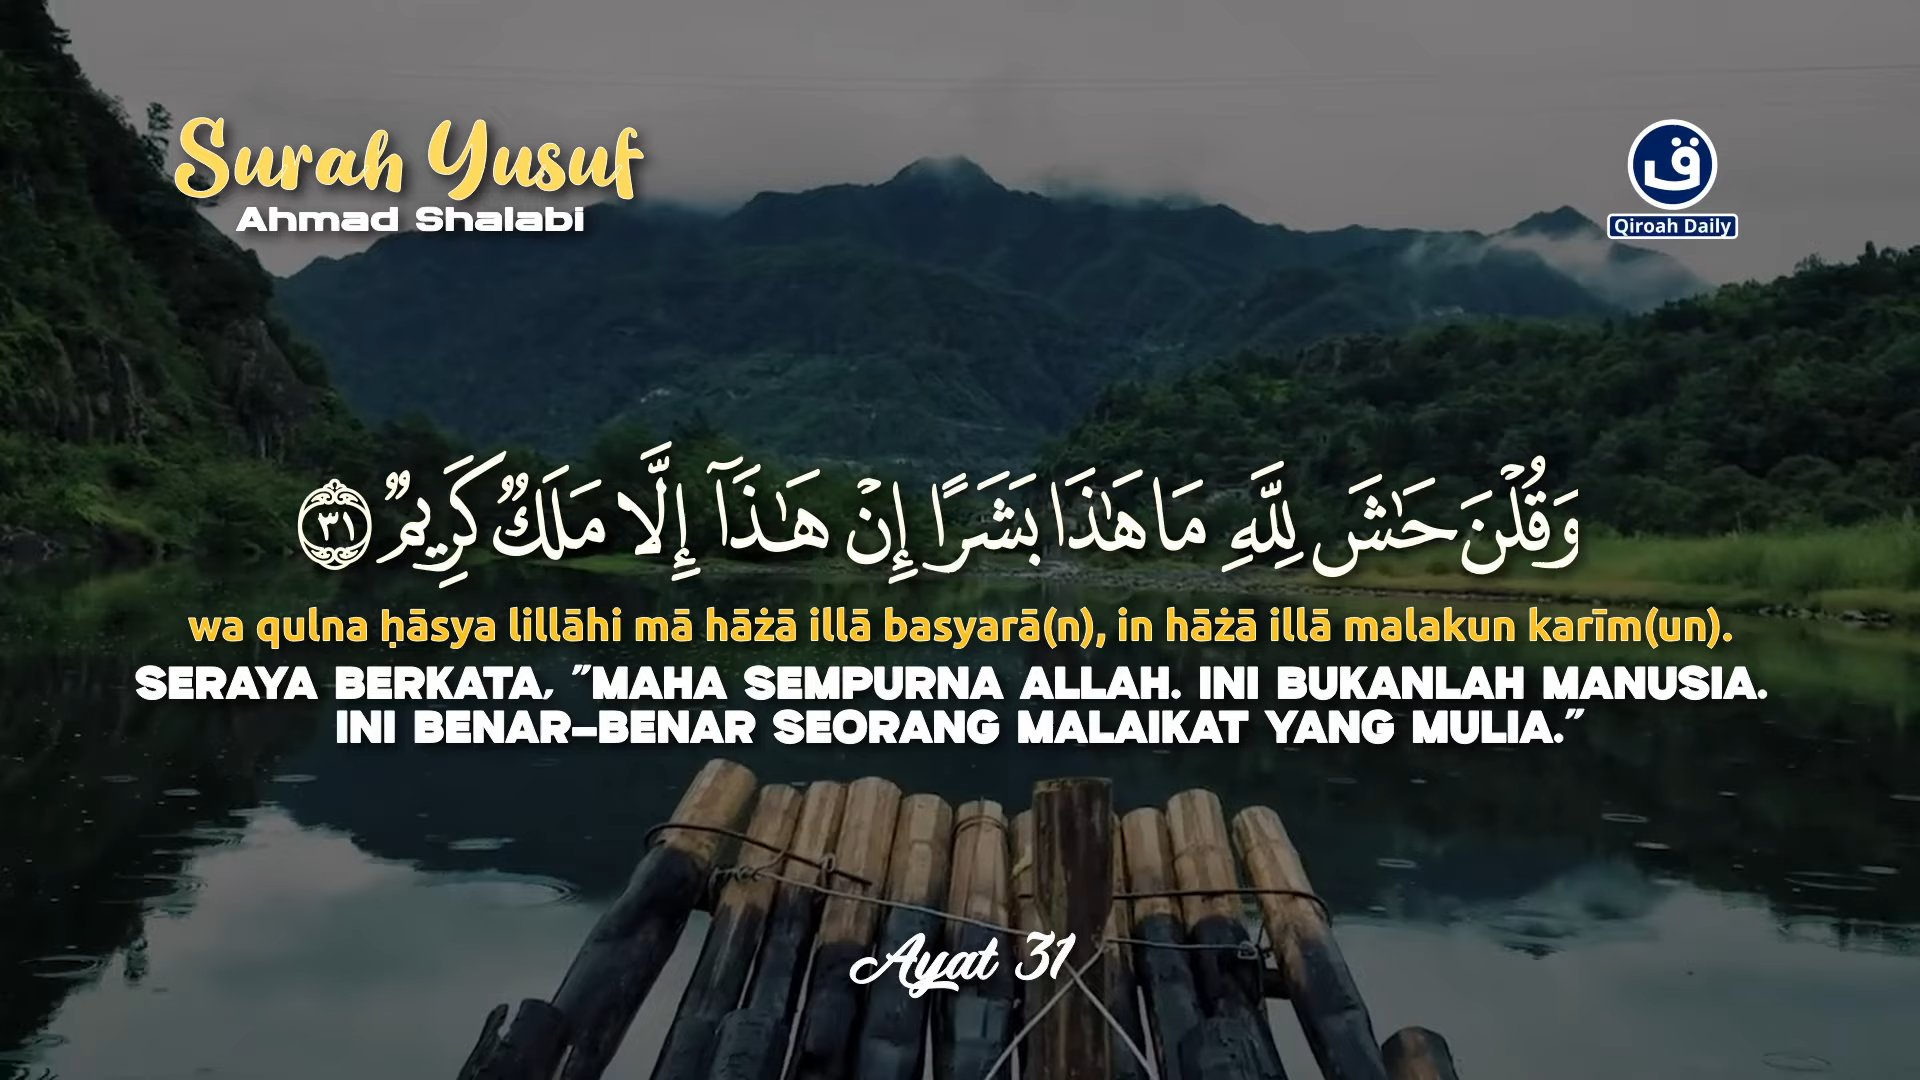 Surah Yusuf
Ahmad Shalabi
ق
Qiroah Daily
وَقُلْنَ حَٰشَ لِلَّهِ مَا هَٰذَا بَشَرًا إِنْ هَٰذَآ إِلَّا مَلَكٌ كَرِيمٌ ٣١
wa qulna ḥāsya lillāhi mā hāżā illā basyarā(n), in hāżā illā malakun karīm(un).
SERAYA BERKATA, "MAHA SEMPURNA ALLAH. INI BUKANLAH MANUSIA.
INI BENAR-BENAR SEORANG MALAIKAT YANG MULIA."
Ayat 31